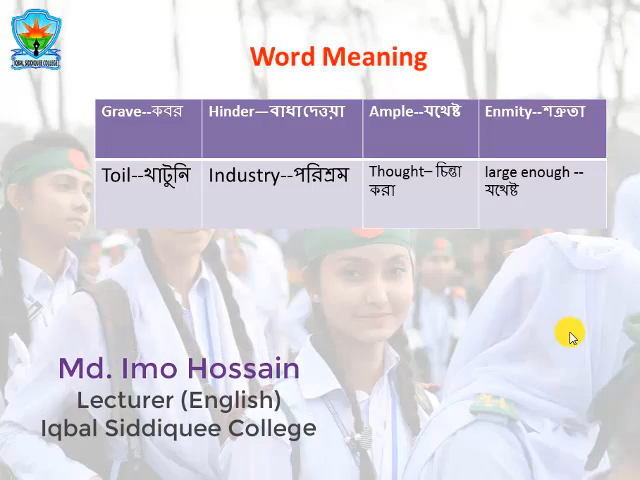 IQBAL SIDDIQUEE COLLEGE
Word Meaning
Grave--কবর
Hinder—বাধা দেওয়া
Ample--যথেষ্ট
Enmity--শত্রুতা
Toil--খাটুনি
Industry--পরিশ্রম
Thought– চিন্তা
করা
large enough --
যথেষ্ট
Md. Imo Hossain
Lecturer (English)
Iqbal Siddiquee College